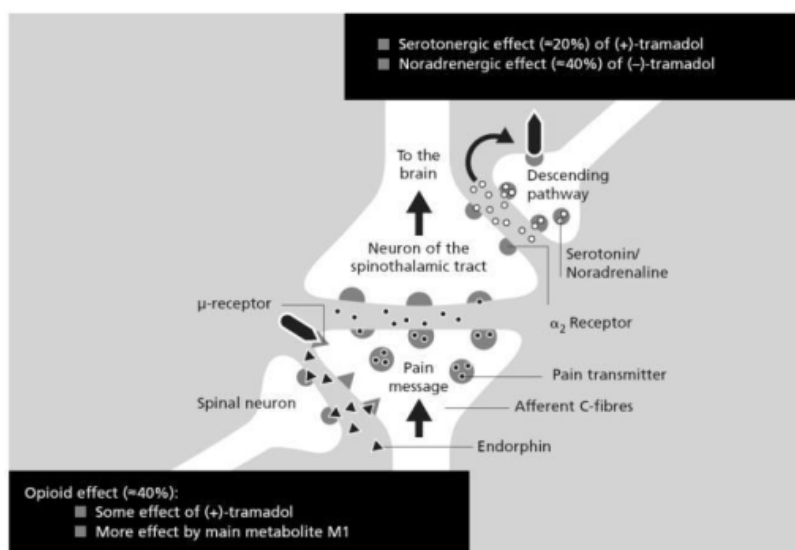 Serotonergic effect (≈20%) of (+)-tramadol
Noradrenergic effect (≈40%) of (–)-tramadol
To the
brain
Descending
pathway
Neuron of the
spinothalamic tract
Serotonin/
Noradrenaline
μ-receptor
α₂ Receptor
Pain
message
Pain transmitter
Spinal neuron
Afferent C-fibres
Endorphin
Opioid effect (≈40%):
Some effect of (+)-tramadol
More effect by main metabolite M1